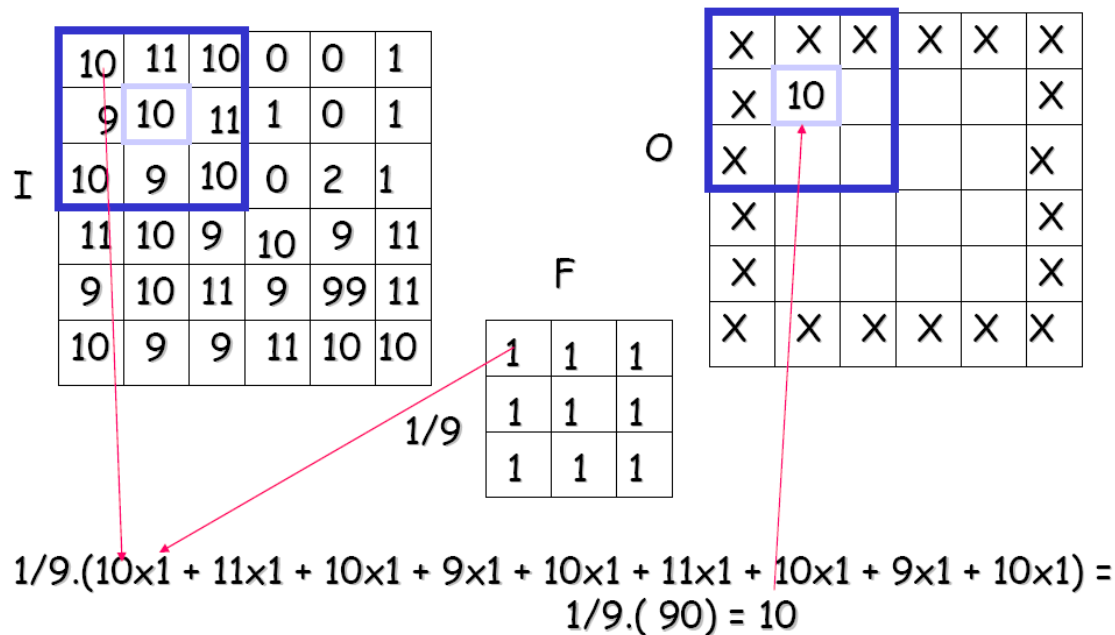 I
10 11 10 0 0 1
9 10 11 1 0 1
10 9 10 0 2 1
11 10 9 10 9 11
9 10 11 9 99 11
10 9 9 11 10 10
F
1/9
1 1 1
1 1 1
1 1 1
O
X X X X X X
X 10 X
X X
X X
X X
X X X X X X
1/9.(10x1 + 11x1 + 10x1 + 9x1 + 10x1 + 11x1 + 10x1 + 9x1 + 10x1) =
1/9.( 90) = 10